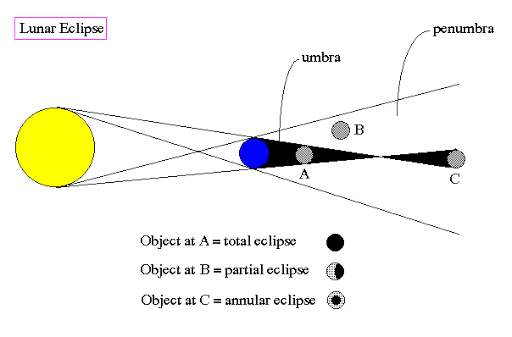 Lunar Eclipse
penumbra
umbra
B
A
C
Object at A = total eclipse
Object at B = partial eclipse
Object at C = annular eclipse